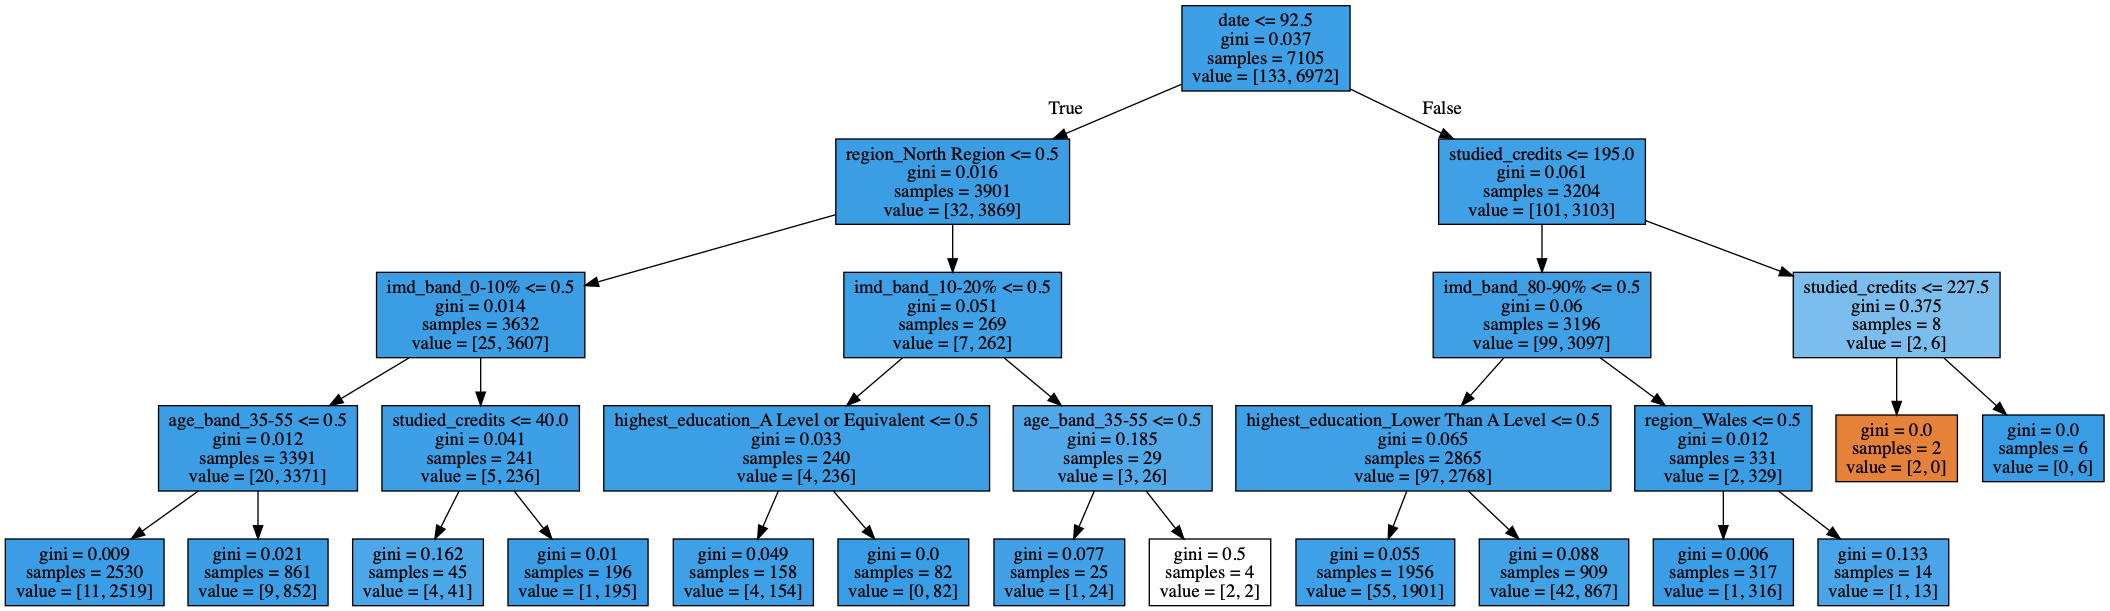 date <= 92.5
gini = 0.037
samples = 7105
value = [133, 6972]
True
False
region_North Region <= 0.5
gini = 0.016
samples = 3901
value = [32, 3869]
studied_credits <= 195.0
gini = 0.061
samples = 3204
value = [101, 3103]
imd_band_0-10% <= 0.5
gini = 0.014
samples = 3632
value = [25, 3607]
imd_band_10-20% <= 0.5
gini = 0.051
samples = 269
value = [7, 262]
imd_band_80-90% <= 0.5
gini = 0.06
samples = 3196
value = [99, 3097]
studied_credits <= 227.5
gini = 0.375
samples = 8
value = [2, 6]
age_band_35-55 <= 0.5
gini = 0.012
samples = 3391
value = [20, 3371]
studied_credits <= 40.0
gini = 0.041
samples = 241
value = [5, 236]
highest_education_A Level or Equivalent <= 0.5
gini = 0.033
samples = 240
value = [4, 236]
age_band_35-55 <= 0.5
gini = 0.185
samples = 29
value = [3, 26]
highest_education_Lower Than A Level <= 0.5
gini = 0.065
samples = 2865
value = [97, 2768]
region_Wales <= 0.5
gini = 0.012
samples = 331
value = [2, 329]
gini = 0.0
samples = 2
value = [2, 0]
gini = 0.0
samples = 6
value = [0, 6]
gini = 0.009
samples = 2530
value = [11, 2519]
gini = 0.021
samples = 861
value = [9, 852]
gini = 0.162
samples = 45
value = [4, 41]
gini = 0.01
samples = 196
value = [1, 195]
gini = 0.049
samples = 158
value = [4, 154]
gini = 0.0
samples = 82
value = [0, 82]
gini = 0.077
samples = 25
value = [1, 24]
gini = 0.5
samples = 4
value = [2, 2]
gini = 0.055
samples = 1956
value = [55, 1901]
gini = 0.088
samples = 909
value = [42, 867]
gini = 0.006
samples = 317
value = [1, 316]
gini = 0.133
samples = 14
value = [1, 13]